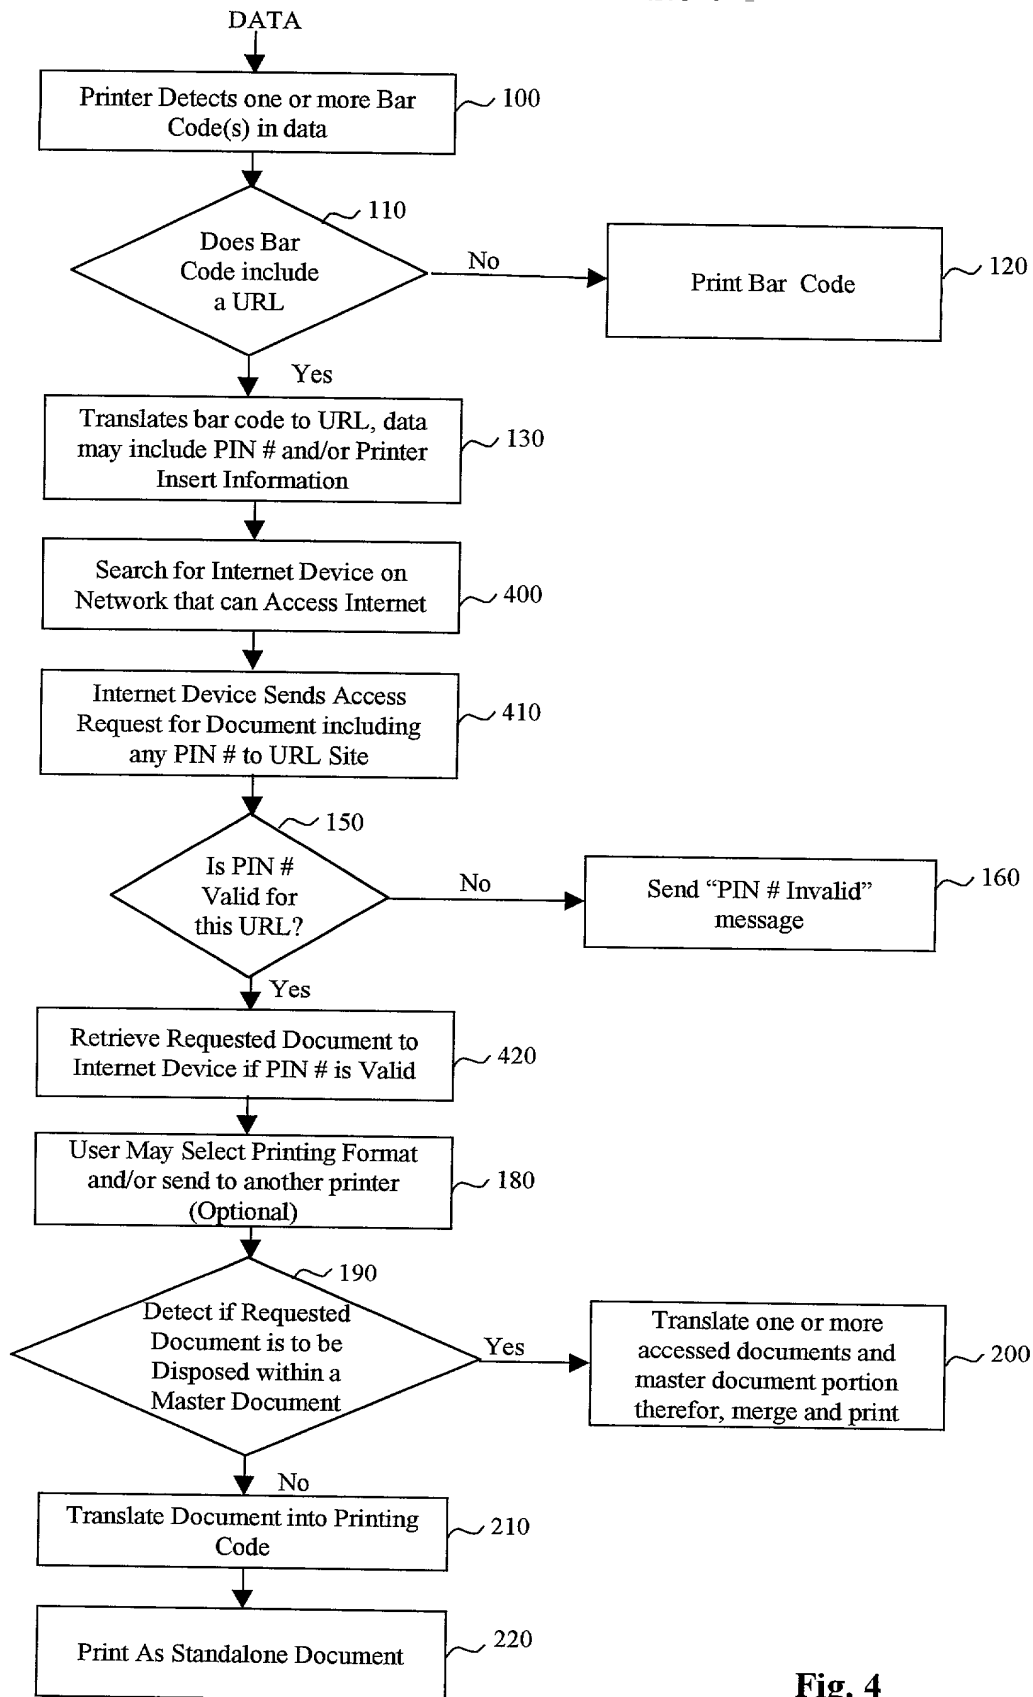 DATA
Printer Detects one or more Bar
Code(s) in data
100
110
Does Bar
Code include
a URL
No
Print Bar Code
120
Yes
Translates bar code to URL, data
may include PIN # and/or Printer
Insert Information
130
Search for Internet Device on
Network that can Access Internet
400
Internet Device Sends Access
Request for Document including
any PIN # to URL Site
410
150
Is PIN #
Valid for
this URL?
No
Send “PIN # Invalid”
message
160
Yes
Retrieve Requested Document to
Internet Device if PIN # is Valid
420
User May Select Printing Format
and/or send to another printer
(Optional)
180
190
Detect if Requested
Document is to be
Disposed within a
Master Document
Yes
Translate one or more
accessed documents and
master document portion
therefor, merge and print
200
No
Translate Document into Printing
Code
210
Print As Standalone Document
220
Fig. 4